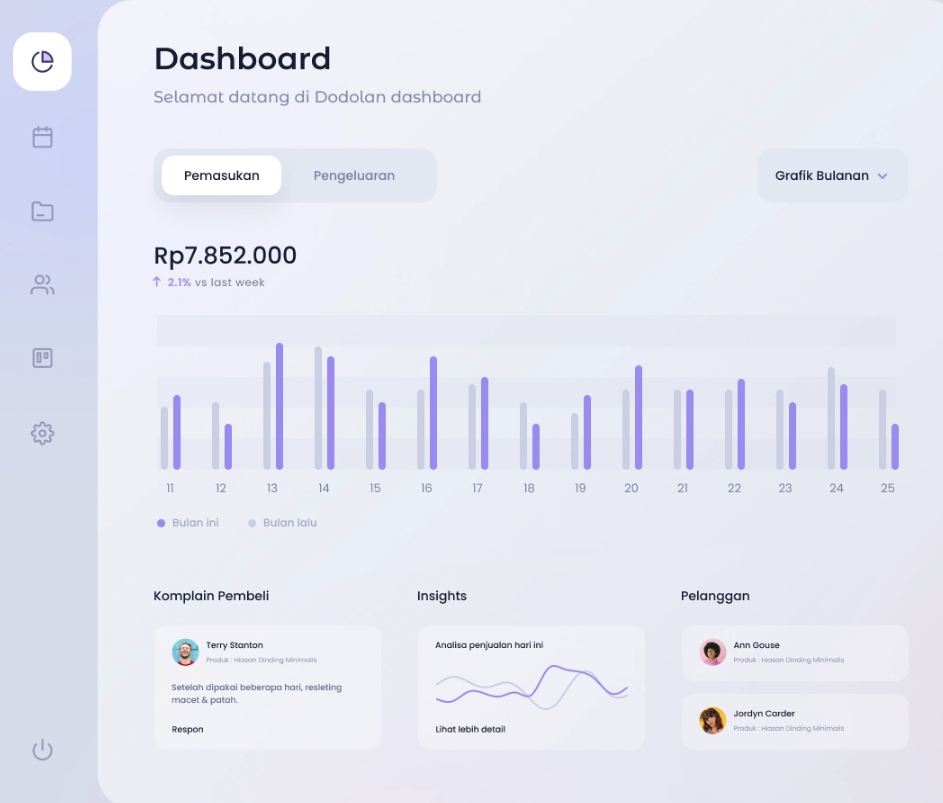 Dashboard
Selamat datang di Dodolan dashboard
Pemasukan
Pengeluaran
Grafik Bulanan
Rp7.852.000
2.1% vs last week
11 12 13 14 15 16 17 18 19 20 21 22 23 24 25
Bulan ini
Bulan lalu
Komplain Pembeli
Terry Stanton
Produk : Hiasan Dinding Minimalis
Setelah dipakai beberapa hari, resleting
macet & patah.
Respon
Insights
Analisa penjualan hari ini
Lihat lebih detail
Pelanggan
Ann Gouse
Produk : Hiasan Dinding Minimalis
Jordyn Carder
Produk : Hiasan Dinding Minimalis